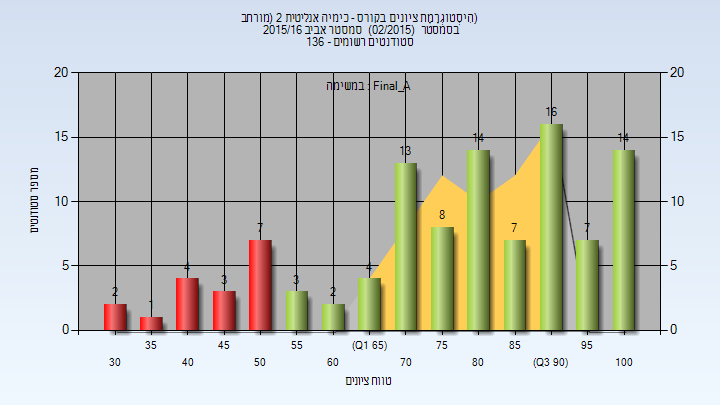 (היסטוגרמת ציונים בקורס - כימיה אנליטית 2 (מורחב
בסמסטר (02/2015) סמסטר אביב 2015/16
סטודנטים רשומים - 136
במשימה : Final_A
מספר סטודנטים
20 20
15 15
10 10
5 5
0 0
2 1 4 3 7 3 2 4 13 8 14 7 16 7 14
35 45 55 (Q1 65) 75 85 95
30 40 50 60 70 80 (Q3 90) 100
טווח ציונים